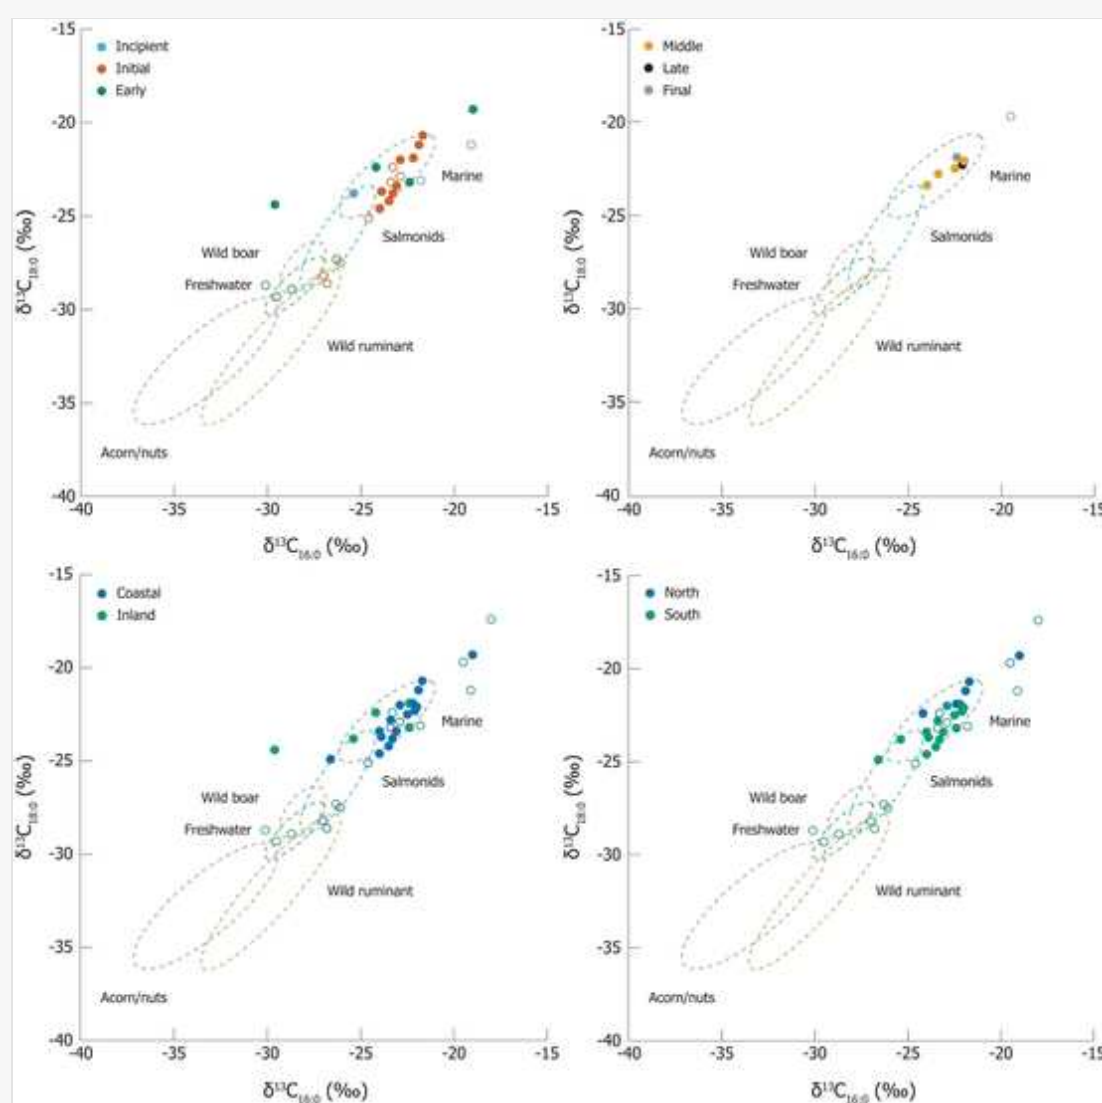 -15
Incipient
Initial
Early
-20
-25
-30
-35
-40
δ¹³C₁₈:₀ (‰)
Marine
Salmonids
Wild boar
Freshwater
Wild ruminant
Acorn/nuts
-40 -35 -30 -25 -20 -15
δ¹³C₁₆:₀ (‰)
-15
Middle
Late
Final
-20
-25
-30
-35
-40
δ¹³C₁₈:₀ (‰)
Marine
Salmonids
Wild boar
Freshwater
Wild ruminant
Acorn/nuts
-40 -35 -30 -25 -20 -15
δ¹³C₁₆:₀ (‰)
-15
Coastal
Inland
-20
-25
-30
-35
-40
δ¹³C₁₈:₀ (‰)
Marine
Salmonids
Wild boar
Freshwater
Wild ruminant
Acorn/nuts
-40 -35 -30 -25 -20 -15
δ¹³C₁₆:₀ (‰)
-15
North
South
-20
-25
-30
-35
-40
δ¹³C₁₈:₀ (‰)
Marine
Salmonids
Wild boar
Freshwater
Wild ruminant
Acorn/nuts
-40 -35 -30 -25 -20 -15
δ¹³C₁₆:₀ (‰)